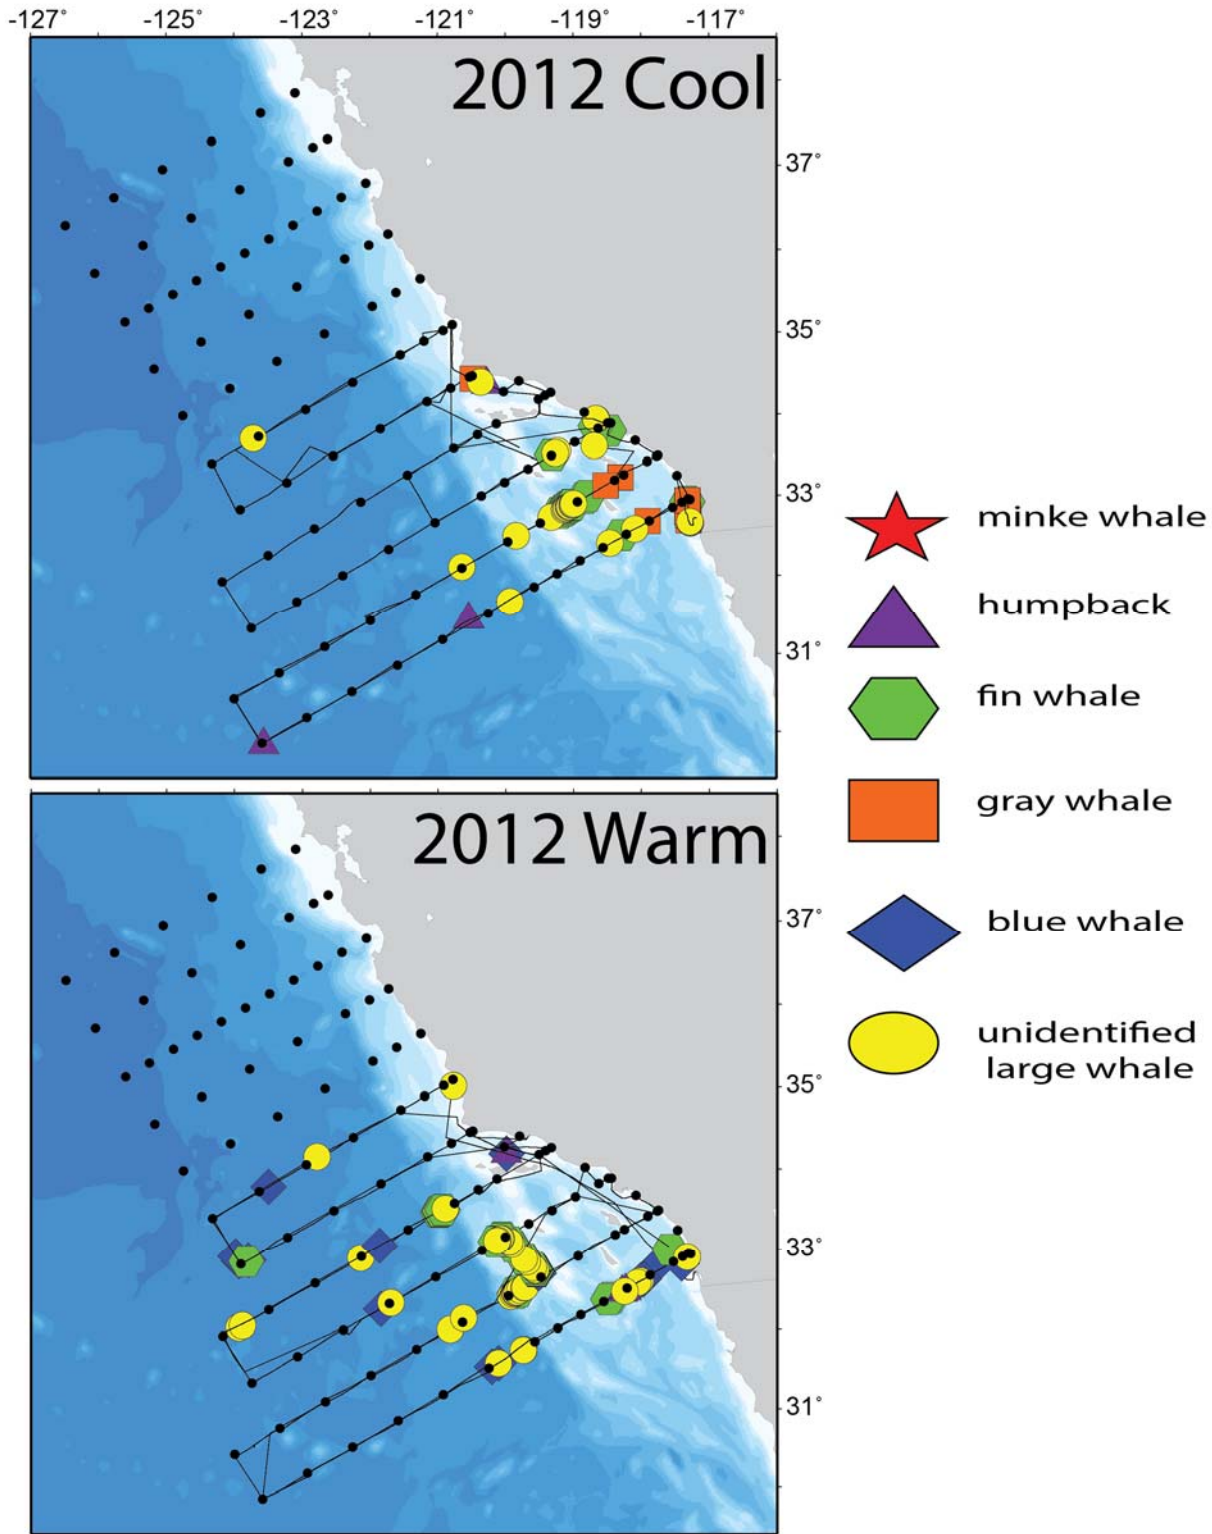 -127° -125° -123° -121° -119° -117°
2012 Cool
37°
35°
33°
31°
minke whale
humpback
fin whale
gray whale
blue whale
unidentified
large whale
2012 Warm
37°
35°
33°
31°